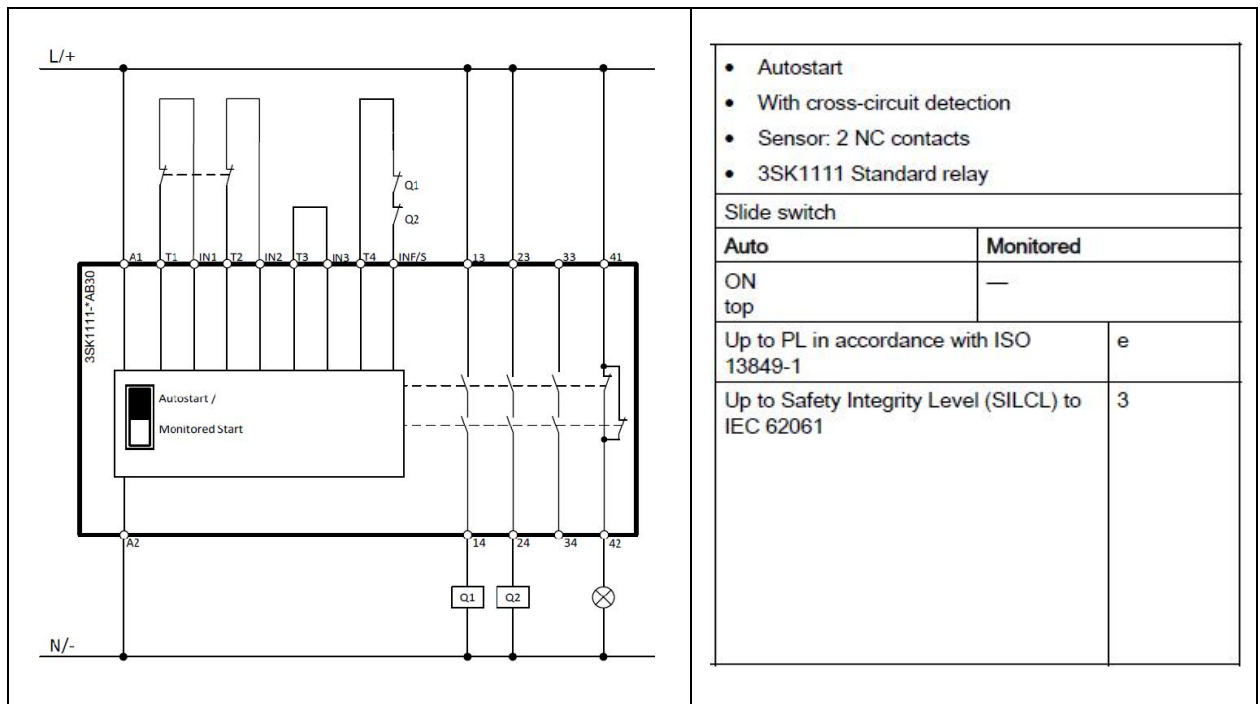 L/+
Q1
Q2
A1 T1 IN1 T2 IN2 T3 IN3 T4 INF/S 13 23 33 41
3SK1111-*AB30
Autostart /
Monitored Start
A2 14 24 34 42
Q1 Q2
N/-
• Autostart
• With cross-circuit detection
• Sensor: 2 NC contacts
• 3SK1111 Standard relay
Slide switch
Auto Monitored
ON —
top
Up to PL in accordance with ISO e
13849-1
Up to Safety Integrity Level (SILCL) to 3
IEC 62061